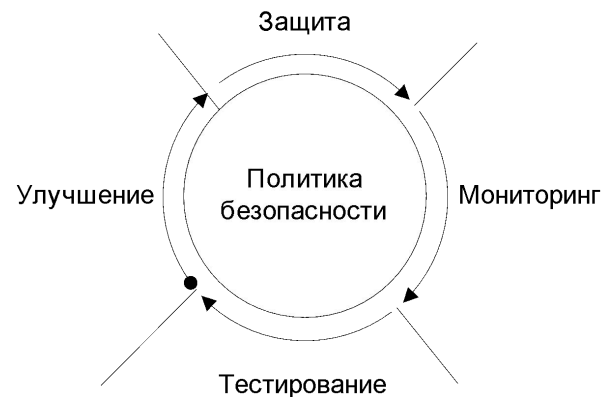 Защита
Улучшение
Политика
безопасности
Мониторинг
Тестирование